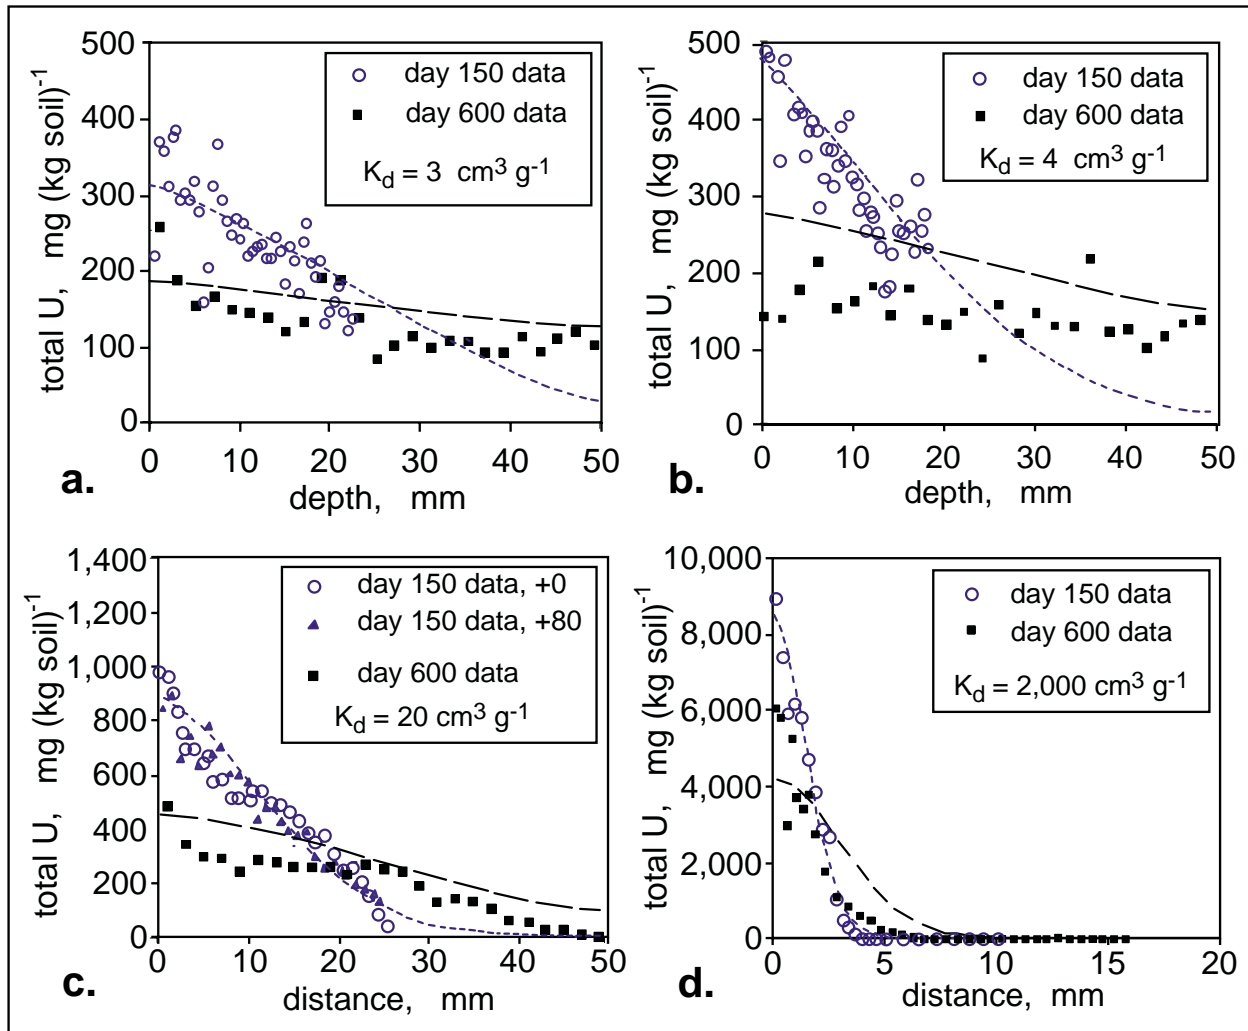 500
400
300
200
100
0
total U, mg (kg soil)⁻¹
day 150 data
day 600 data
K_d = 3 cm³ g⁻¹
0 10 20 30 40 50
a. depth, mm
500
400
300
200
100
0
total U, mg (kg soil)⁻¹
day 150 data
day 600 data
K_d = 4 cm³ g⁻¹
0 10 20 30 40 50
b. depth, mm
1,400
1,200
1,000
800
600
400
200
0
total U, mg (kg soil)⁻¹
day 150 data, +0
day 150 data, +80
day 600 data
K_d = 20 cm³ g⁻¹
0 10 20 30 40 50
c. distance, mm
10,000
8,000
6,000
4,000
2,000
0
total U, mg (kg soil)⁻¹
day 150 data
day 600 data
K_d = 2,000 cm³ g⁻¹
0 5 10 15 20
d. distance, mm